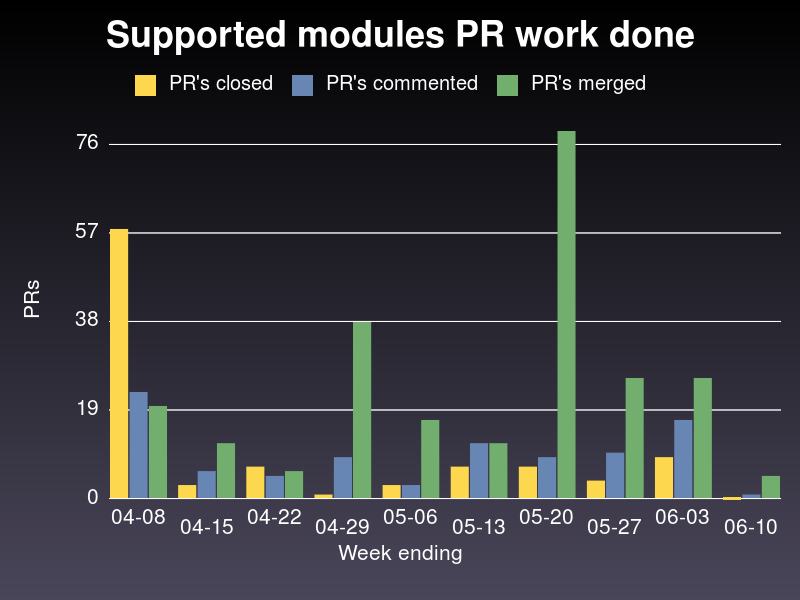 Supported modules PR work done
PR's closed PR's commented PR's merged
76
57
38
19
0
PRs
04-08 04-15 04-22 04-29 05-06 05-13 05-20 05-27 06-03 06-10
Week ending